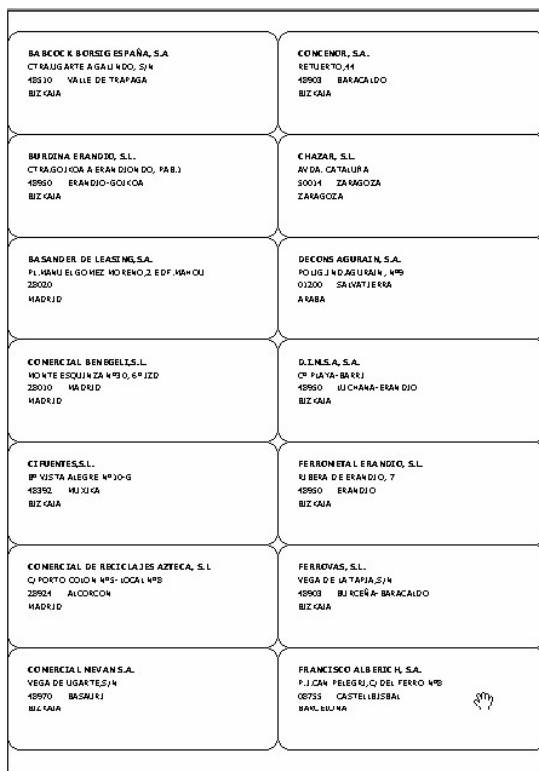 BABCOCK BORSIG ESPAÑA, S.A
CTRA.UGARTE A GALINDO, S/N
48510 VALLE DE TRAPAGA
BIZKAIA
CONCENOR, S.A.
RETUERTO,44
48903 BARACALDO
BIZKAIA
BURDINA ERANDIO, S.L.
CTRA.GOIKOA A ERANDIONDO, PAB.1
48950 ERANDIO-GOIKOA
BIZKAIA
CHAZAR, S.L.
AVDA. CATALUÑA
50014 ZARAGOZA
ZARAGOZA
BASANDER DE LEASING,S.A.
PL.MANUEL GOMEZ MORENO,2 EDF.MAHOU
28020
MADRID
DECONS AGURAIN, S.A.
POLIG.IND.AGURAIN, Nº9
01200 SALVATIERRA
ARABA
COMERCIAL BENEGELI,S.L.
MONTE ESQUINZA Nº30, 6º IZD
28010 MADRID
MADRID
D.I.N.S.A, S.A.
Cº PLAYA-BARRI
48950 LUCHANA-ERANDIO
BIZKAIA
CIFUENTES,S.L.
Bº VISTA ALEGRE Nº10-G
48392 MUXIKA
BIZKAIA
FERROMETAL ERANDIO, S.L.
RIBERA DE ERANDIO, 7
48950 ERANDIO
BIZKAIA
COMERCIAL DE RECICLAJES AZTECA, S.L
C/ PORTO COLON Nº5-LOCAL Nº8
28924 ALCORCON
MADRID
FERROVAS, S.L.
VEGA DE LA TAPIA,S/N
48903 BURCEÑA-BARACALDO
BIZKAIA
COMERCIAL NEVAN S.A.
VEGA DE UGARTE,S/N
48970 BASAURI
BIZKAIA
FRANCISCO ALBERICH, S.A.
P.I.CAN PELEGRI,C/ DEL FERRO Nº8
08755 CASTELLBISBAL
BARCELONA